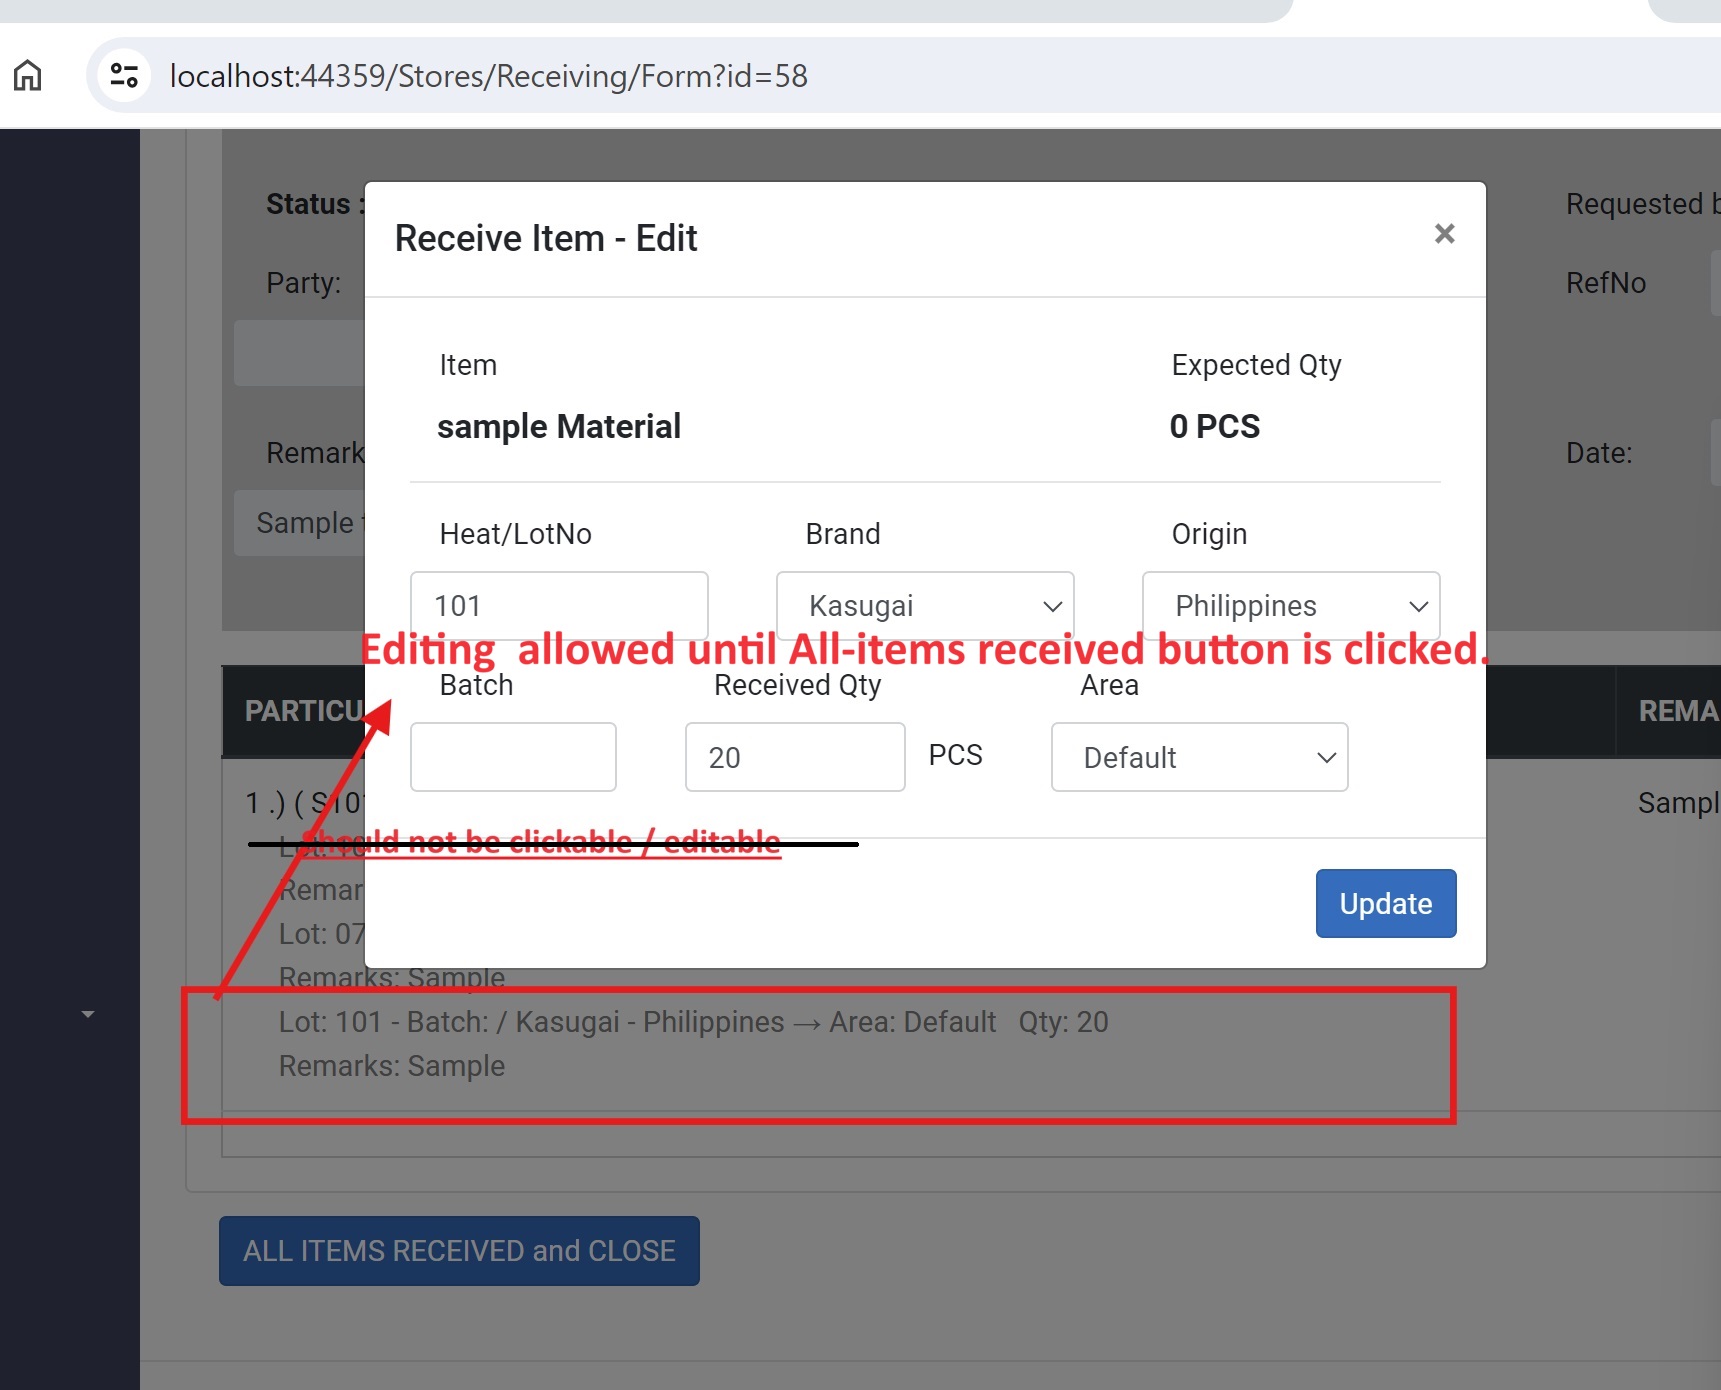 localhost:44359/Stores/Receiving/Form?id=58
Status :
Requested b
Receive Item - Edit
×
Party:
RefNo
Item
Expected Qty
sample Material
0 PCS
Remark
Date:
Sample
Heat/LotNo
Brand
Origin
101
Kasugai
Philippines
Editing allowed until All-items received button is clicked.
Batch
Received Qty
Area
PARTICU
REMA
20
PCS
Default
1 .) ( S10
Sampl
should not be clickable / editable
Lot: 10
Remar
Update
Lot: 07
Remarks: Sample
Lot: 101 - Batch: / Kasugai - Philippines → Area: Default Qty: 20
Remarks: Sample
ALL ITEMS RECEIVED and CLOSE